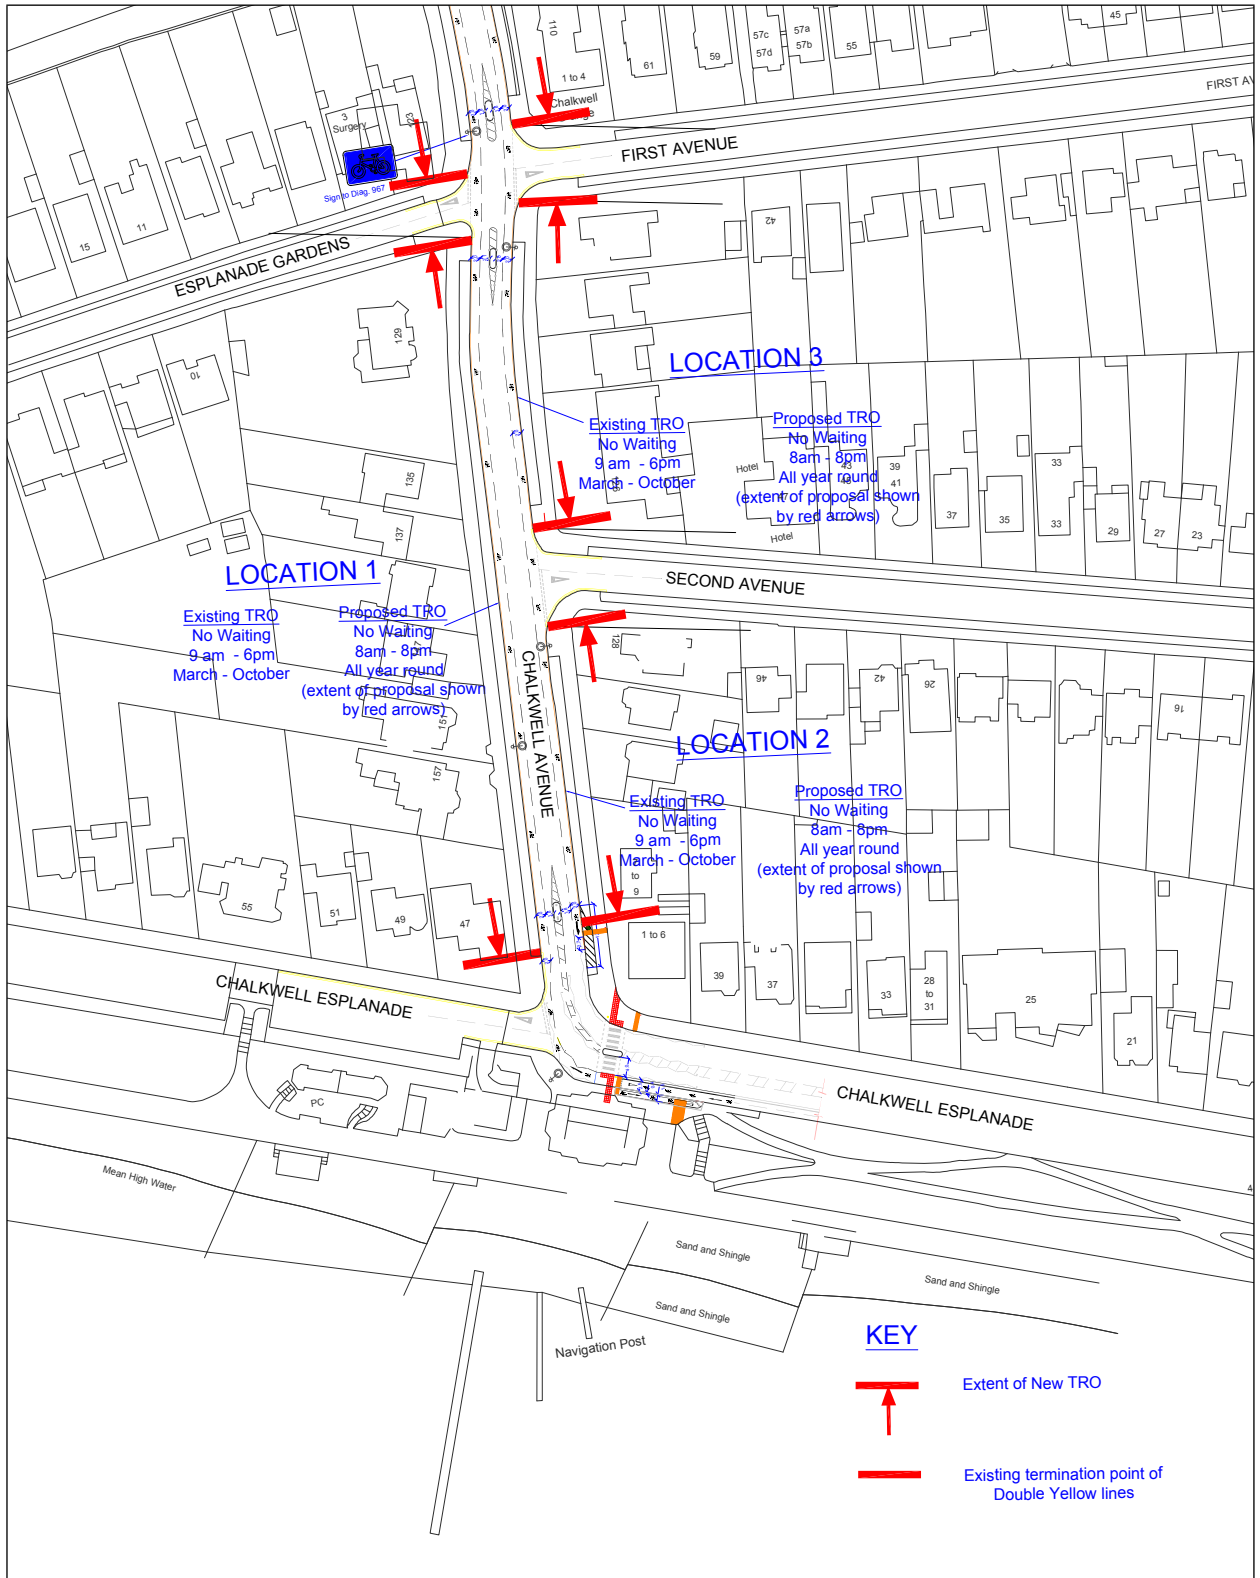 110
1 to 4
61
59
57c
57d
57a
57b
55
45
FIRST AV
Chalkwell
3
Surgery
123
Sign to Diag. 967
FIRST AVENUE
15
11
ESPLANADE GARDENS
42
129
10
LOCATION 3
Existing TRO
No Waiting
9 am - 6pm
March - October
Proposed TRO
No Waiting
8am - 8pm
All year round
(extent of proposal shown
by red arrows)
Hotel
Hotel
43
39
41
37
35
33
33
29
27
23
135
137
LOCATION 1
Existing TRO
No Waiting
9 am - 6pm
March - October
Proposed TRO
No Waiting
8am - 8pm
All year round
(extent of proposal shown
by red arrows)
151
157
SECOND AVENUE
128
46
42
26
16
CHALKWELL AVENUE
LOCATION 2
Existing TRO
No Waiting
9 am - 6pm
March - October
Proposed TRO
No Waiting
8am - 8pm
All year round
(extent of proposal shown
by red arrows)
to
9
1 to 6
55
51
49
47
39
37
33
28
to
31
25
21
CHALKWELL ESPLANADE
CHALKWELL ESPLANADE
PC
Mean High Water
Sand and Shingle
Sand and Shingle
Sand and Shingle
Navigation Post
KEY
Extent of New TRO
Existing termination point of
Double Yellow lines